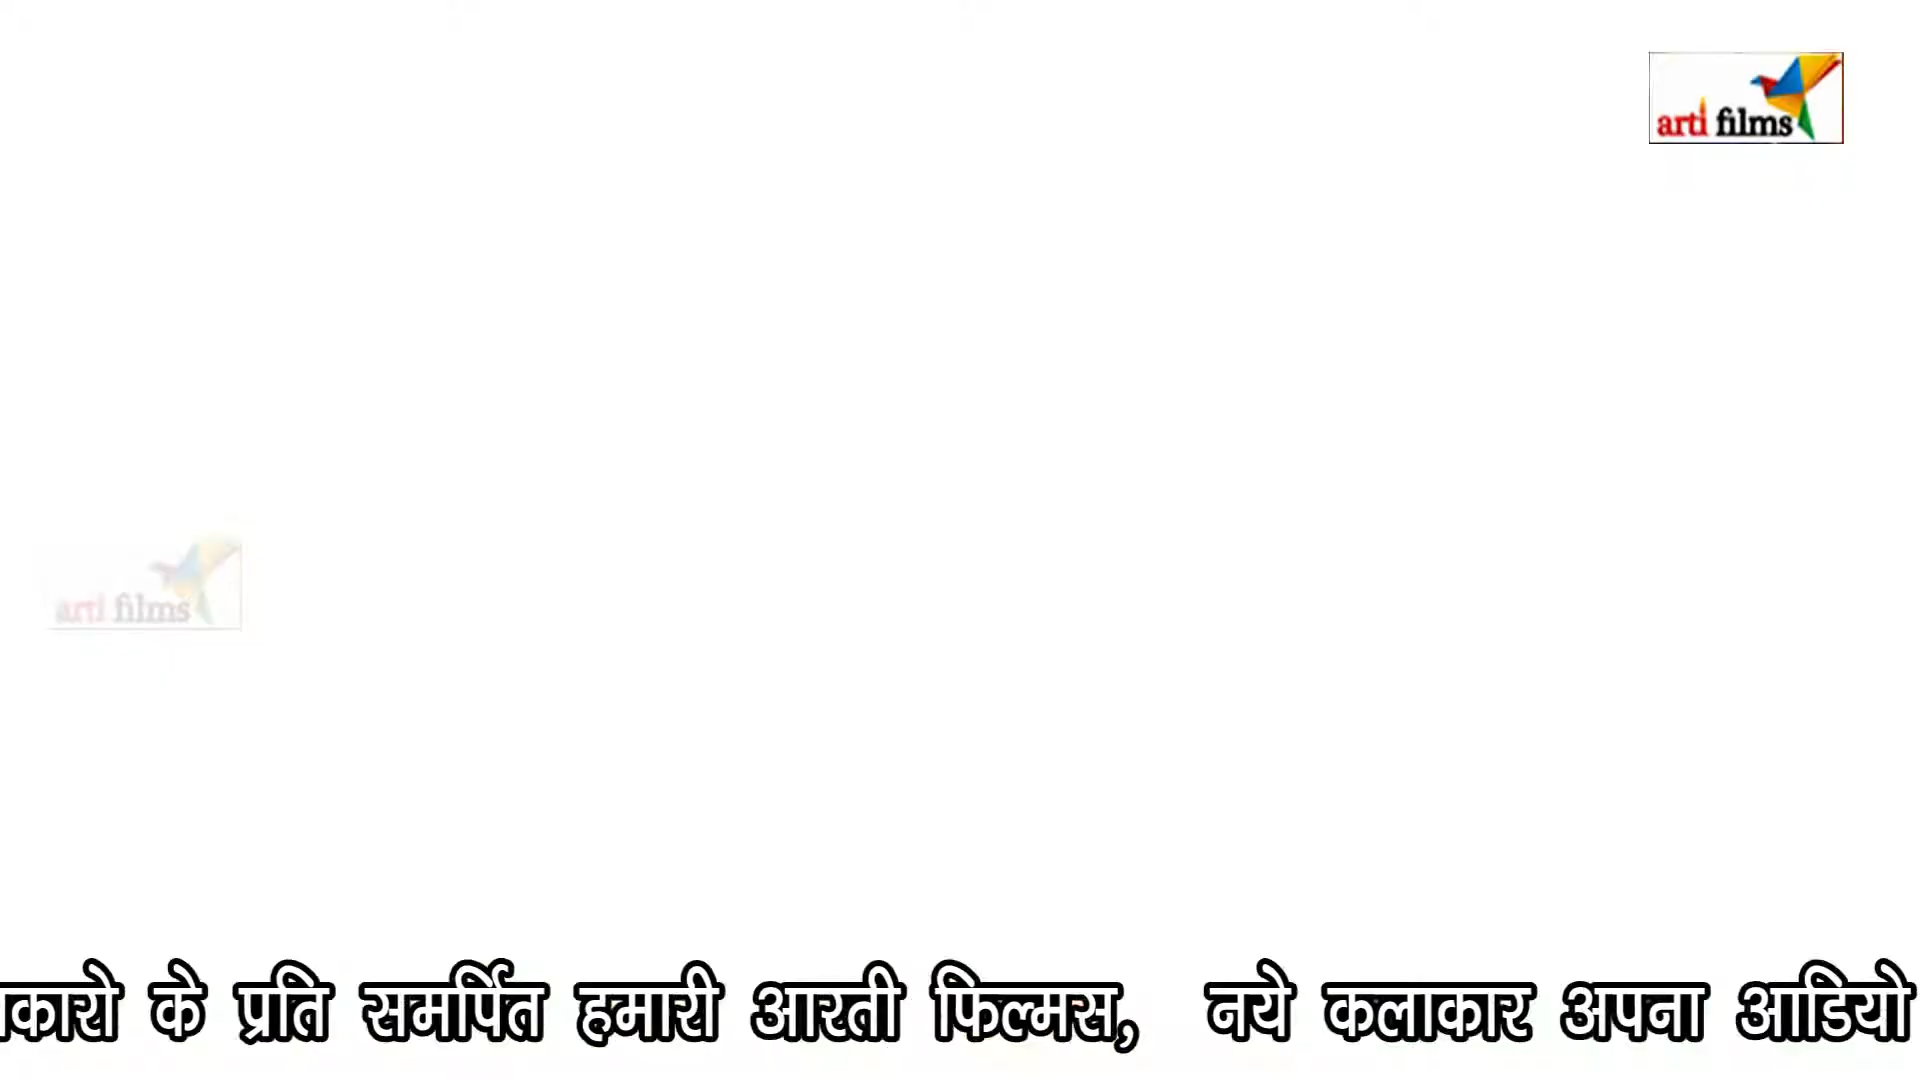 arti films
arti films
कारो के प्रति समर्पित हमारी आरती फिल्मस, नये कलाकार अपना आडियो